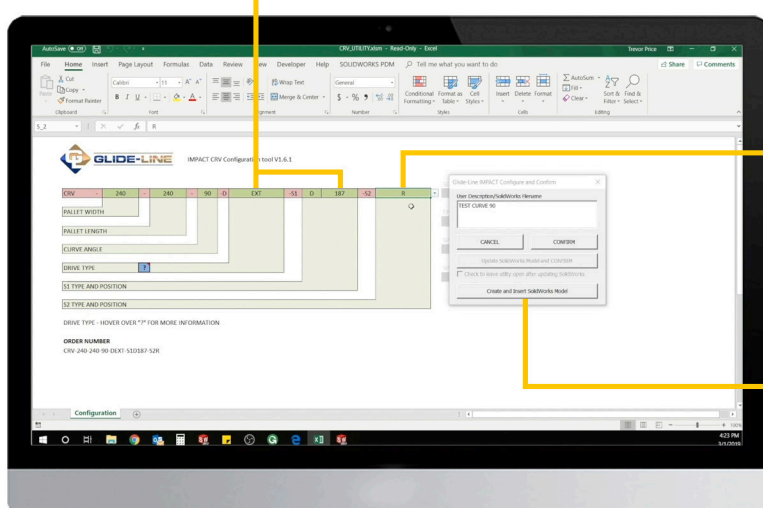 AutoSave Off
CRV_UTILITY.xlsm - Read-Only - Excel
Trevor Price
File Home Insert Page Layout Formulas Data Review View Developer Help SOLIDWORKS PDM Tell me what you want to do
Share Comments
Cut
Copy
Format Painter
Paste
Calibri 11
Wrap Text
Merge & Center
General
Conditional Formatting
Format as Table
Cell Styles
Insert Delete Format
AutoSum
Fill
Clear
Sort & Filter
Find & Select
Clipboard Font Alignment Number Styles Cells Editing
S_2 R
GLIDE-LINE IMPACT CRV Configuration tool V1.6.1
CRV - 240 - 240 - 90 -D EXT -S1 D 187 -S2 R
PALLET WIDTH
PALLET LENGTH
CURVE ANGLE
DRIVE TYPE ?
S1 TYPE AND POSITION
S2 TYPE AND POSITION
DRIVE TYPE - HOVER OVER "?" FOR MORE INFORMATION
ORDER NUMBER
CRV-240-240-90-DEXT-S1D187-S2R
Glide-Line IMPACT Configure and Confirm
User Description/SolidWorks Filename
TEST CURVE 90
CANCEL CONFIRM
Update SolidWorks Model and CONFIRM
Check to leave utility open after updating SolidWorks
Create and Insert SolidWorks Model
Configuration
100%
4:23 PM
3/1/2019